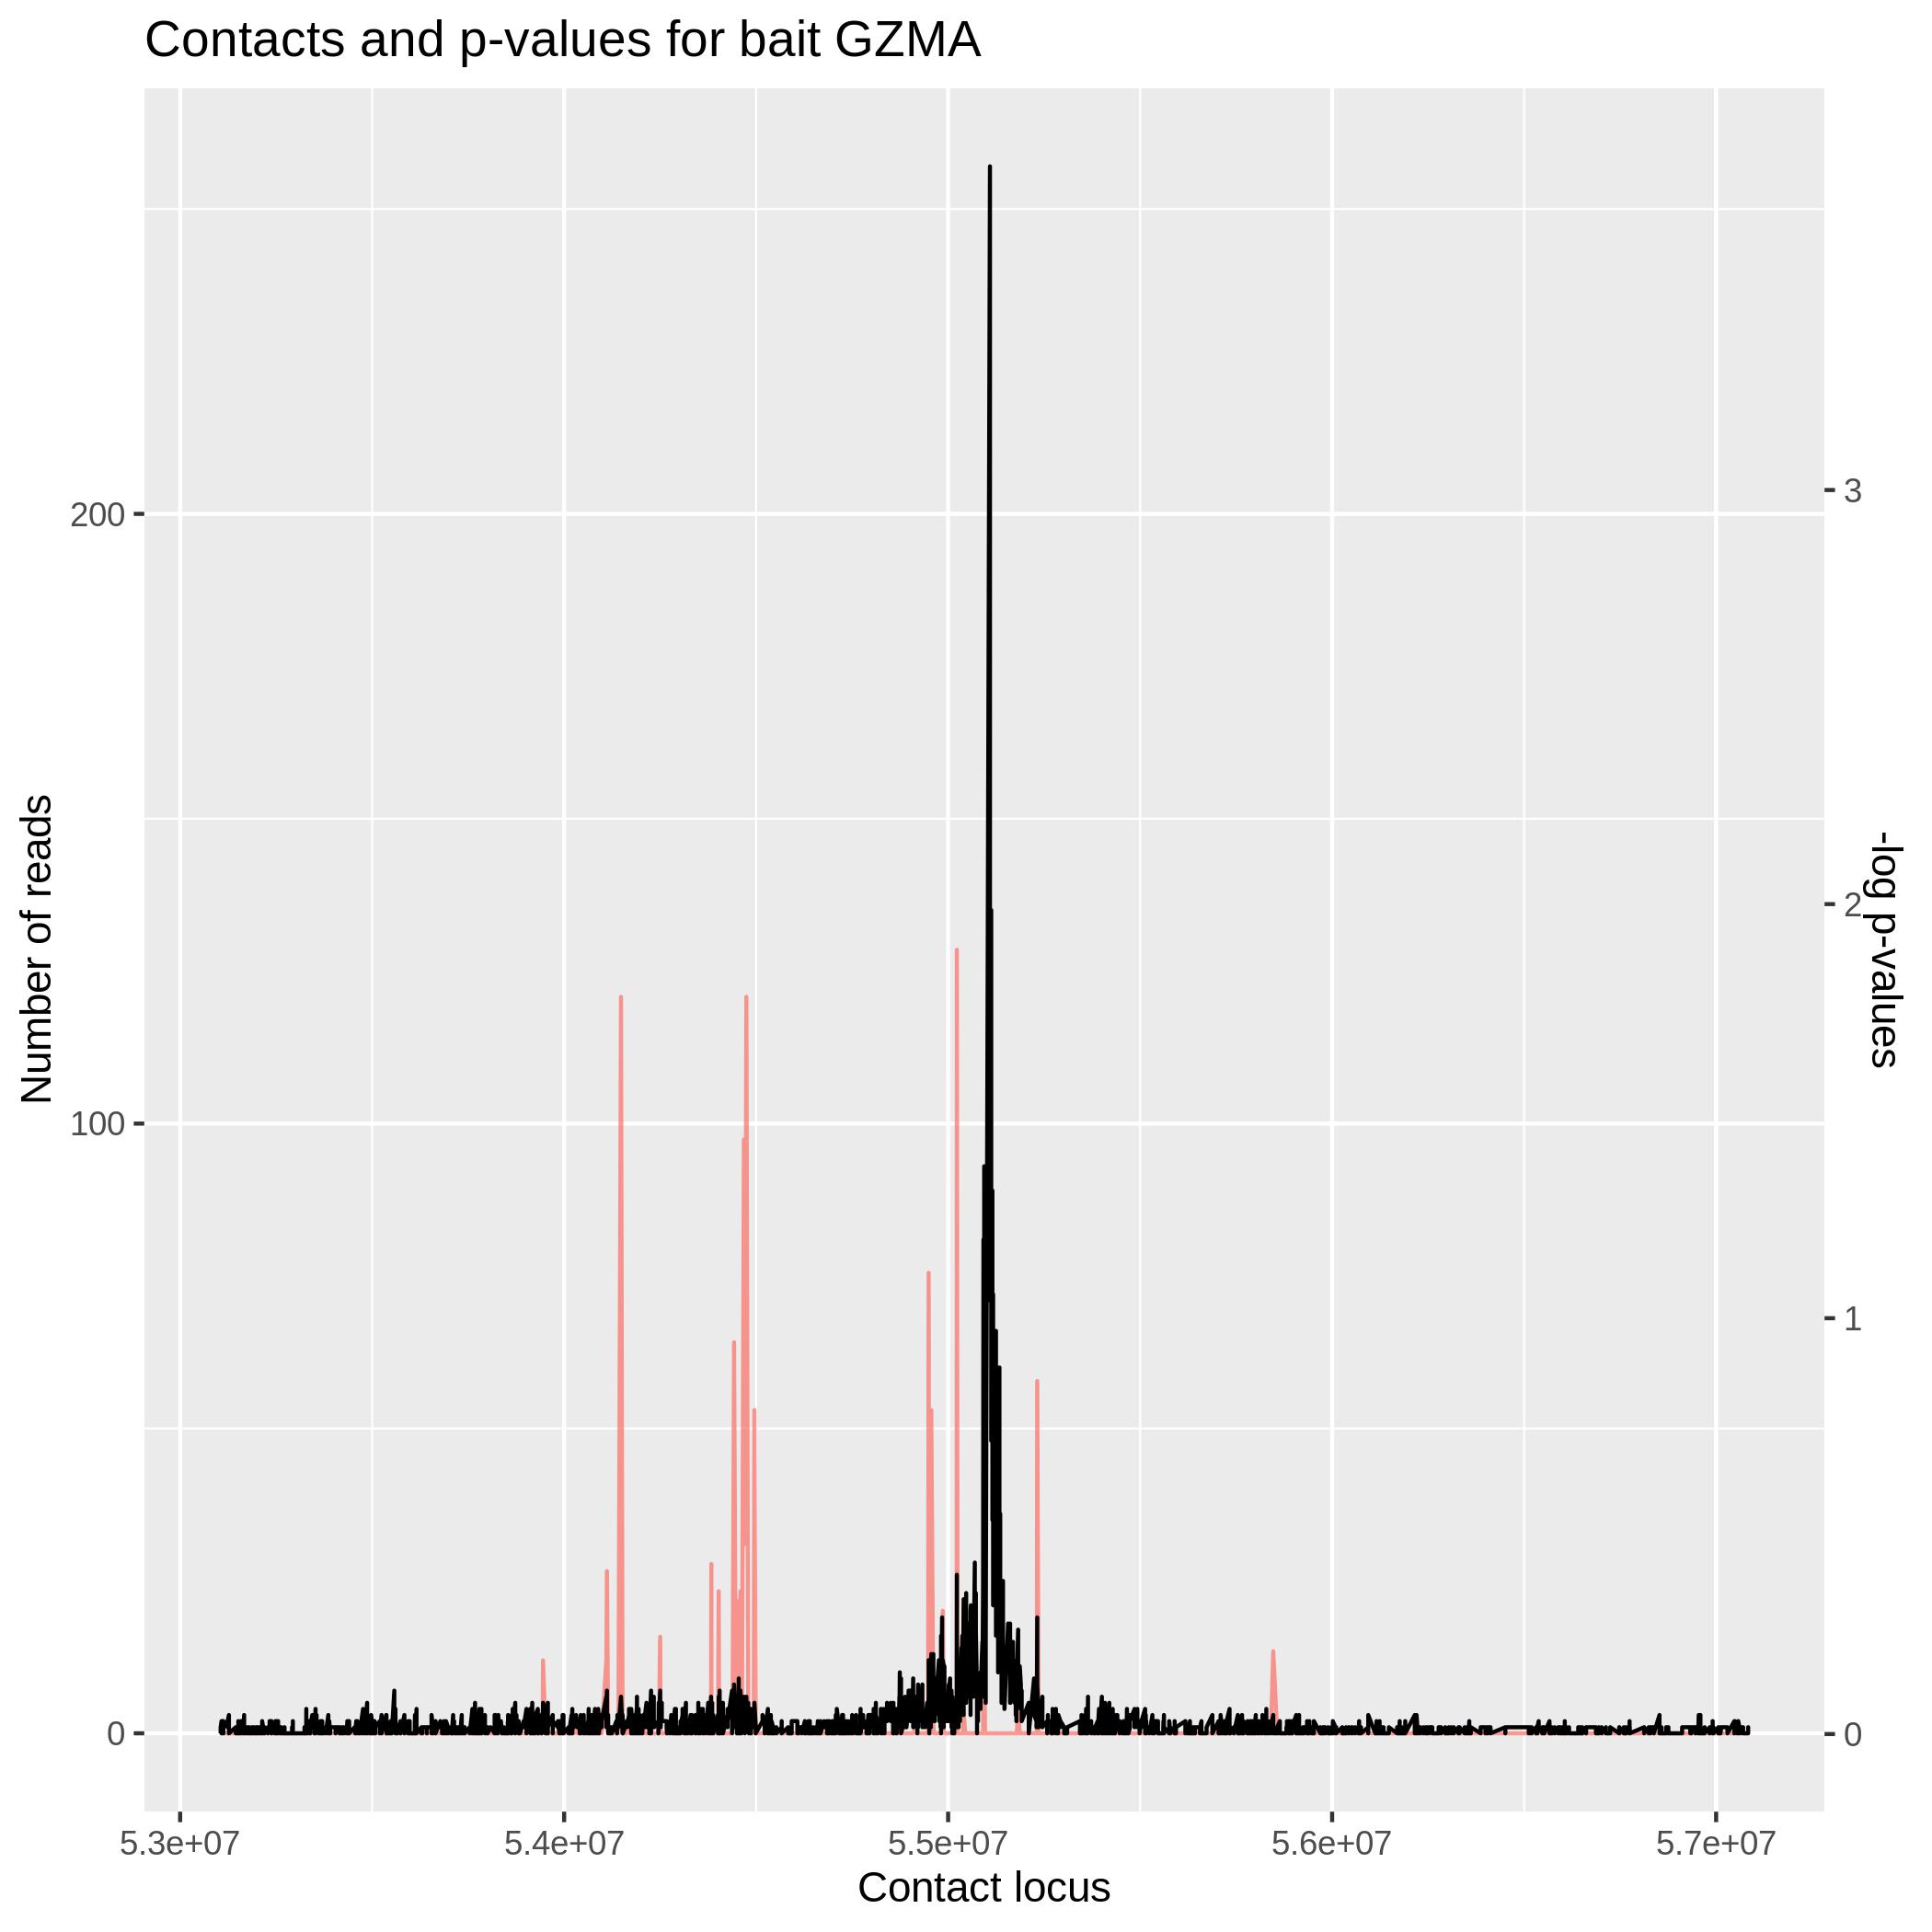 Contacts and p-values for bait GZMA
Number of reads
200
100
0
3
2
1
0
-log p-values
5.3e+07 5.4e+07 5.5e+07 5.6e+07 5.7e+07
Contact locus